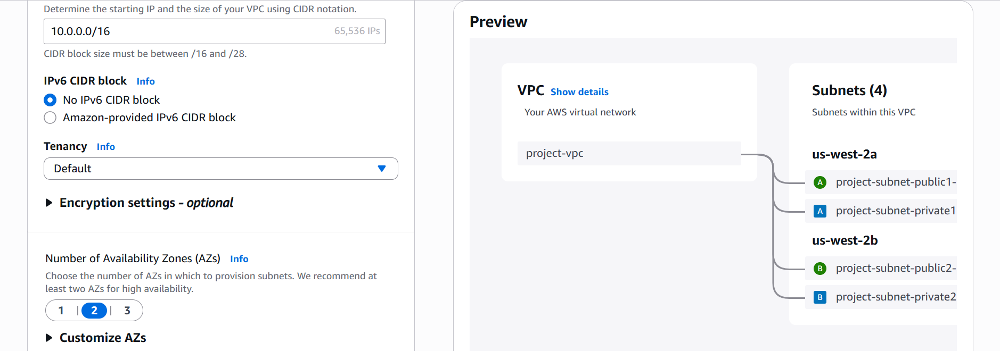 Determine the starting IP and the size of your VPC using CIDR notation.
10.0.0.0/16 65,536 IPs
CIDR block size must be between /16 and /28.
IPv6 CIDR block Info
No IPv6 CIDR block
Amazon-provided IPv6 CIDR block
Tenancy Info
Default
Encryption settings - optional
Number of Availability Zones (AZs) Info
Choose the number of AZs in which to provision subnets. We recommend at
least two AZs for high availability.
1 | 2 | 3
Customize AZs
Preview
VPC Show details
Your AWS virtual network
project-vpc
Subnets (4)
Subnets within this VPC
us-west-2a
A project-subnet-public1-
A project-subnet-private1
us-west-2b
B project-subnet-public2-
B project-subnet-private2